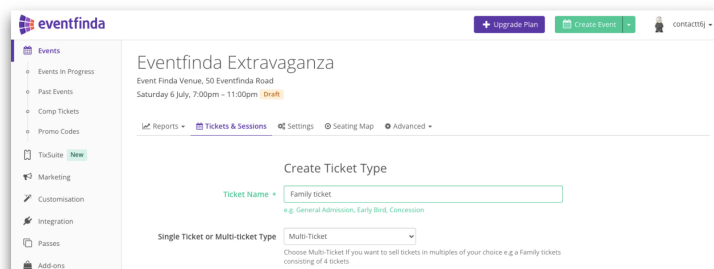 eventfinda
Upgrade Plan
Create Event
contactt6j
Events
Events In Progress
Past Events
Comp Tickets
Promo Codes
TixSuite New
Marketing
Customisation
Integration
Passes
Add-ons
Eventfinda Extravaganza
Event Finda Venue, 50 Eventfinda Road
Saturday 6 July, 7:00pm – 11:00pm Draft
Reports Tickets & Sessions Settings Seating Map Advanced
Create Ticket Type
Ticket Name * Family ticket
e.g. General Admission, Early Bird, Concession
Single Ticket or Multi-ticket Type Multi-Ticket
Choose Multi-Ticket If you want to sell tickets in multiples of your choice e.g a Family tickets
consisting of 4 tickets